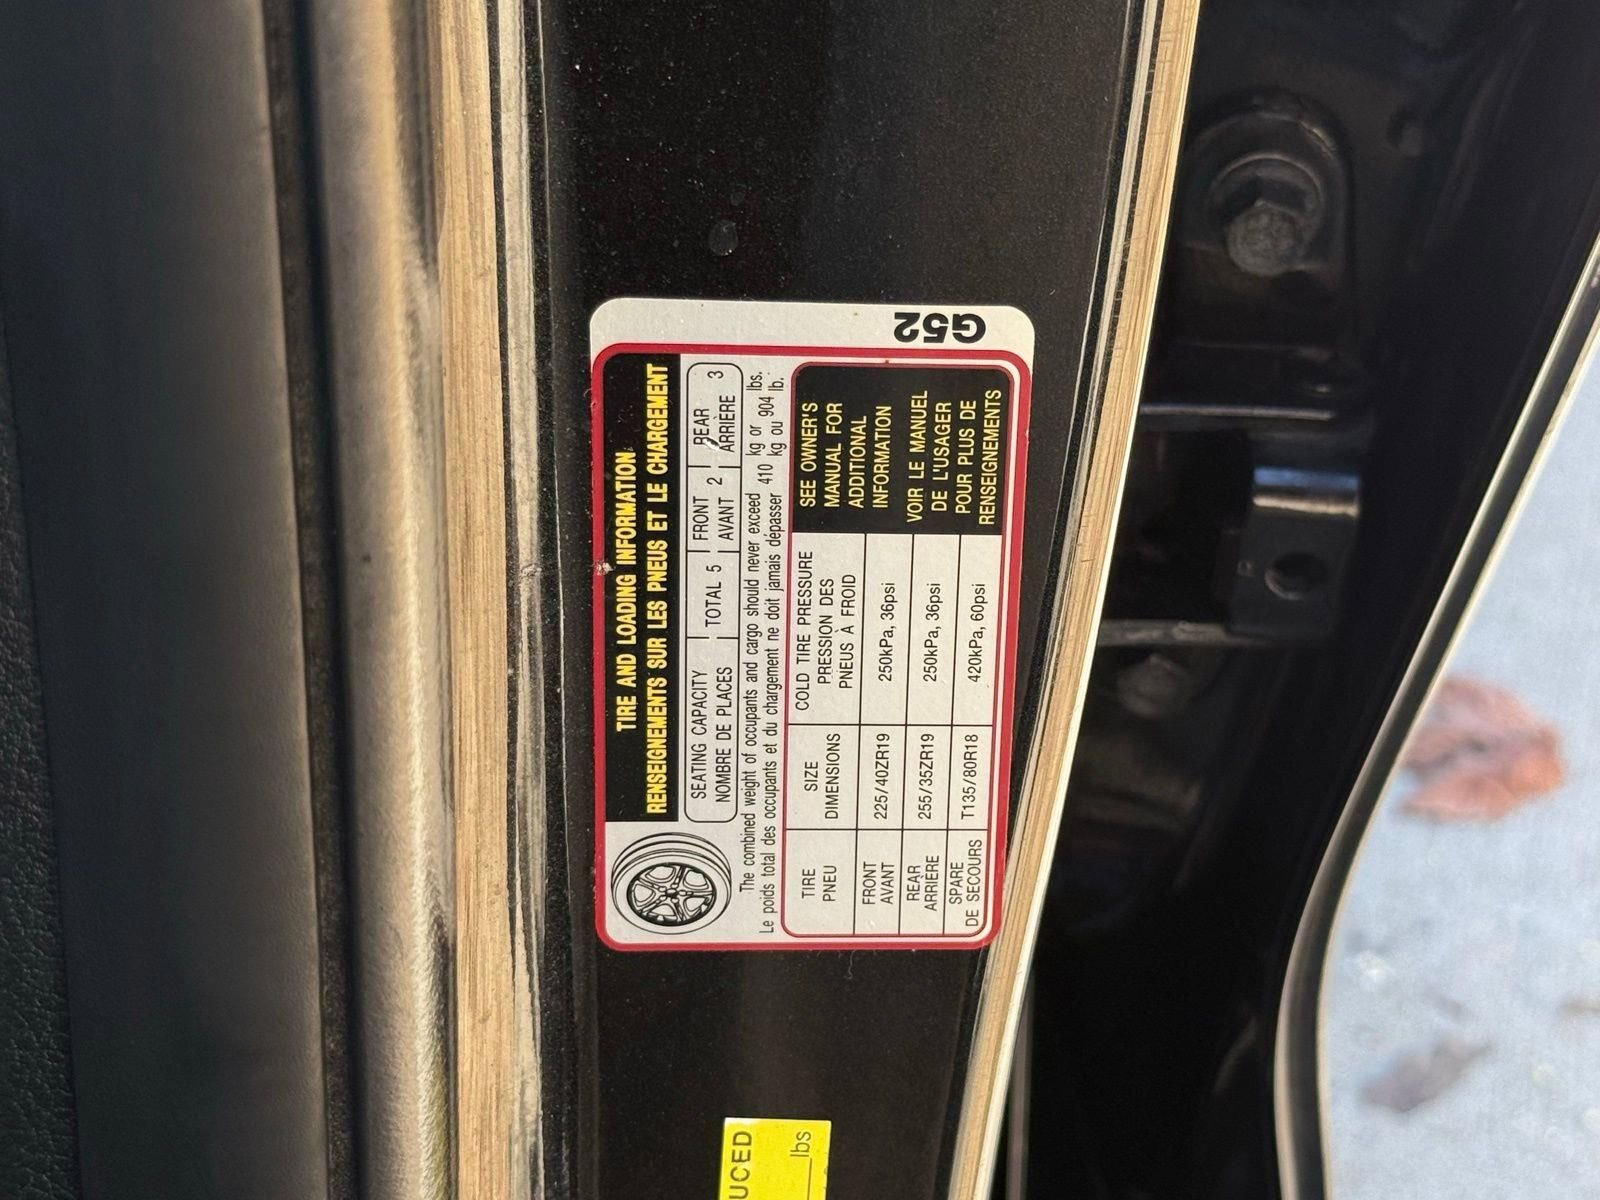 G52
TIRE AND LOADING INFORMATION
RENSEIGNEMENTS SUR LES PNEUS ET LE CHARGEMENT
SEATING CAPACITY
NOMBRE DE PLACES
TOTAL 5
FRONT
AVANT 2
REAR
ARRIÈRE 3
The combined weight of occupants and cargo should never exceed 410 kg or 904 lbs.
Le poids total des occupants et du chargement ne doit jamais dépasser 410 kg ou 904 lb.
TIRE
PNEU
SIZE
DIMENSIONS
COLD TIRE PRESSURE
PRESSION DES
PNEUS À FROID
FRONT
AVANT
225/40ZR19
250kPa, 36psi
REAR
ARRIÈRE
255/35ZR19
250kPa, 36psi
SPARE
DE SECOURS
T135/80R18
420kPa, 60psi
SEE OWNER'S
MANUAL FOR
ADDITIONAL
INFORMATION
VOIR LE MANUEL
DE L'USAGER
POUR PLUS DE
RENSEIGNEMENTS
UCED
lbs